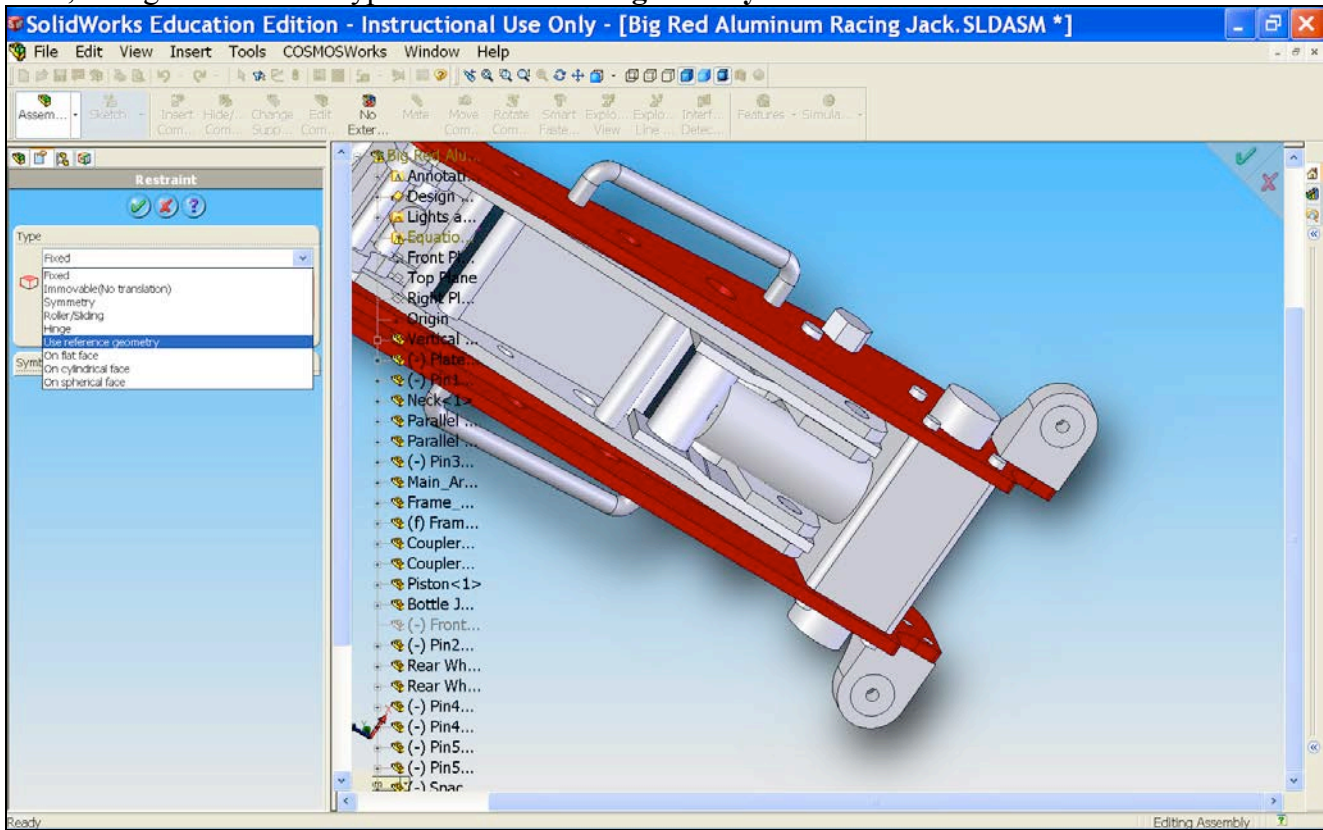 SolidWorks Education Edition - Instructional Use Only - [Big Red Aluminum Racing Jack.SLDASM *]
File Edit View Insert Tools COSMOSWorks Window Help
Assem... Sketch Insert Hide/... Change Edit No Mate Move Rotate Smart Explo... Explo... Interf... Features Simula...
Com... Com... Supp... Com... Exter... Com... Com... Faste... View Line ... Detec...
Restraint
Type
Fixed
Fixed
Immovable(No translation)
Symmetry
Roller/Sliding
Hinge
Use reference geometry
On flat face
On cylindrical face
On spherical face
Symb
Big Red Alu...
Annotati...
Design ...
Lights a...
Equatio...
Front Pl...
Top Plane
Right Pl...
Origin
Vertical ...
(-) Plate...
(-) Pin1...
Neck<1>
Parallel ...
Parallel ...
(-) Pin3...
Main_Ar...
Frame_...
(f) Fram...
Coupler...
Coupler...
Piston<1>
Bottle J...
(-) Front...
(-) Pin2...
Rear Wh...
Rear Wh...
(-) Pin4...
(-) Pin4...
(-) Pin5...
(-) Pin5...
(-) Spac
Ready
Editing Assembly